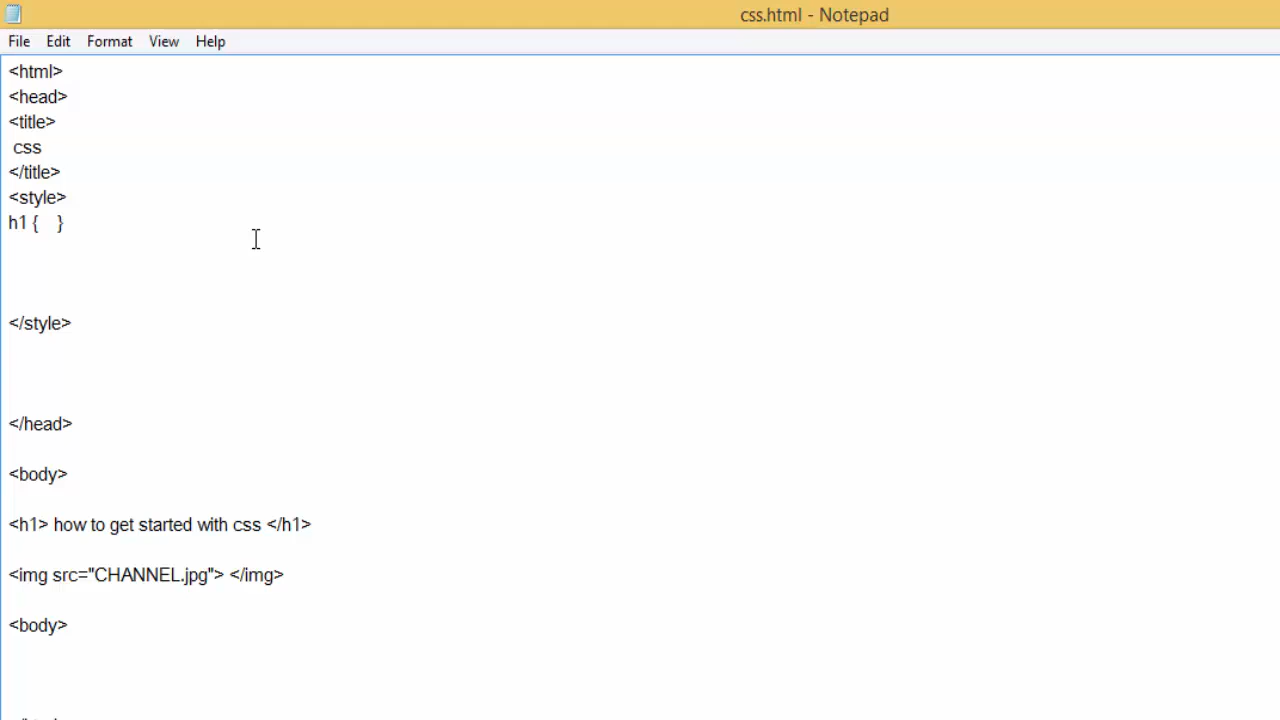 css.html - Notepad
File Edit Format View Help
<html>
<head>
<title>
css
</title>
<style>
h1 { }
</style>
</head>
<body>
<h1> how to get started with css </h1>
<img src="CHANNEL.jpg"> </img>
<body>